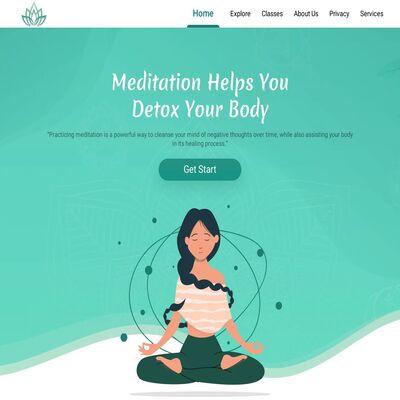 Home Explore Classes About Us Privacy Services
Meditation Helps You
Detox Your Body
"Practicing meditation is a powerful way to cleanse your mind of negative thoughts over time, while also assisting your body
in its healing process."
Get Start